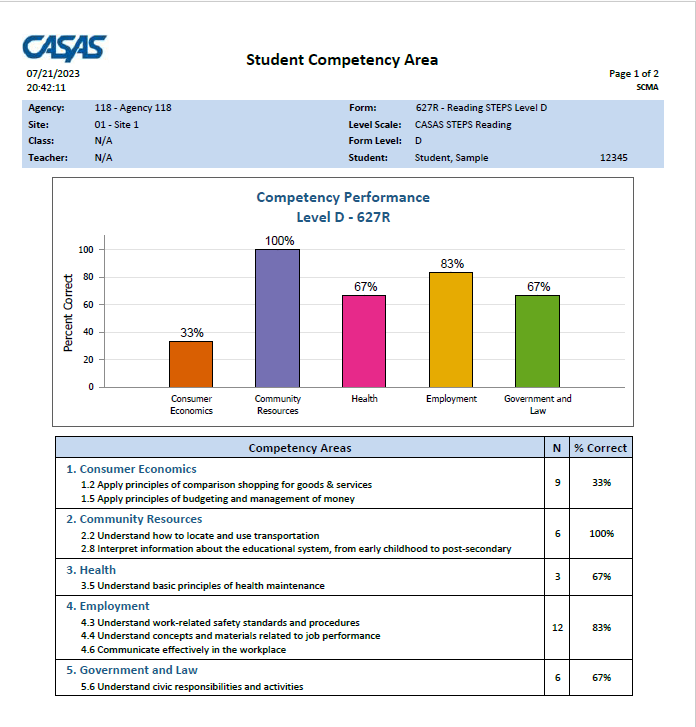 CASAS
Student Competency Area
07/21/2023
Page 1 of 2
20:42:11
SCMA
Agency: 118 - Agency 118 Form: 627R - Reading STEPS Level D
Site: 01 - Site 1 Level Scale: CASAS STEPS Reading
Class: N/A Form Level: D
Teacher: N/A Student: Student, Sample 12345
Competency Performance
Level D - 627R
Percent Correct
100
80
60
40
20
0
33%
100%
67%
83%
67%
Consumer Economics
Community Resources
Health
Employment
Government and Law
Competency Areas N % Correct
1. Consumer Economics
1.2 Apply principles of comparison shopping for goods & services
1.5 Apply principles of budgeting and management of money
9 33%
2. Community Resources
2.2 Understand how to locate and use transportation
2.8 Interpret information about the educational system, from early childhood to post-secondary
6 100%
3. Health
3.5 Understand basic principles of health maintenance
3 67%
4. Employment
4.3 Understand work-related safety standards and procedures
4.4 Understand concepts and materials related to job performance
4.6 Communicate effectively in the workplace
12 83%
5. Government and Law
5.6 Understand civic responsibilities and activities
6 67%